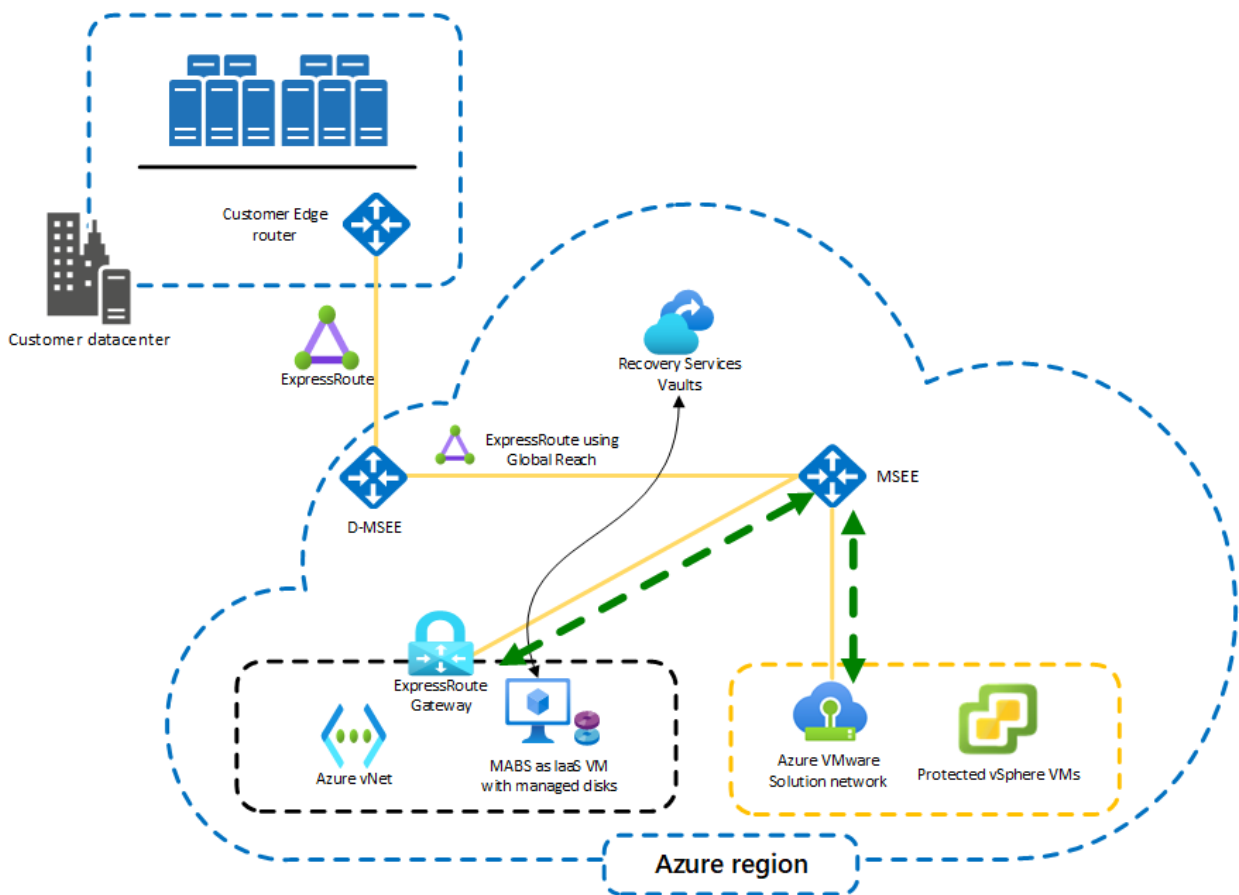 Customer Edge
router
Customer datacenter
ExpressRoute
Recovery Services
Vaults
ExpressRoute using
Global Reach
MSEE
D-MSEE
ExpressRoute
Gateway
Azure vNet
MABS as IaaS VM
with managed disks
Azure VMware
Solution network
Protected vSphere VMs
Azure region